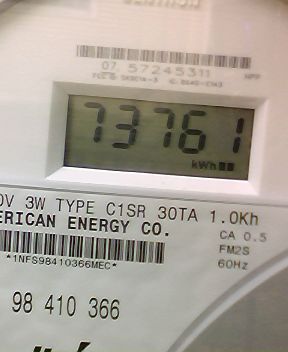 07 57245311
73761
kWh
0V 3W TYPE C1SR 30TA 1.0Kh
ERICAN ENERGY CO.
CA 0.5
FM2S
*1NFS98410366MEC*
60Hz
98 410 366